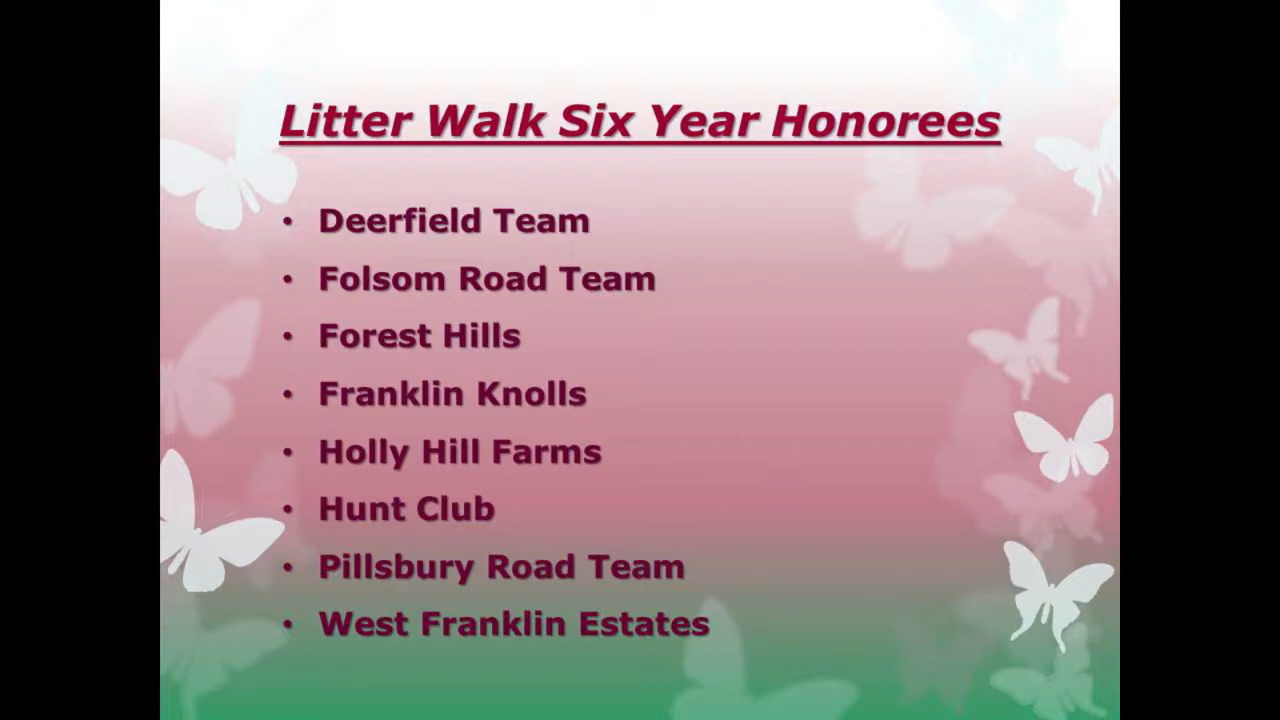 Litter Walk Six Year Honorees
• Deerfield Team
• Folsom Road Team
• Forest Hills
• Franklin Knolls
• Holly Hill Farms
• Hunt Club
• Pillsbury Road Team
• West Franklin Estates